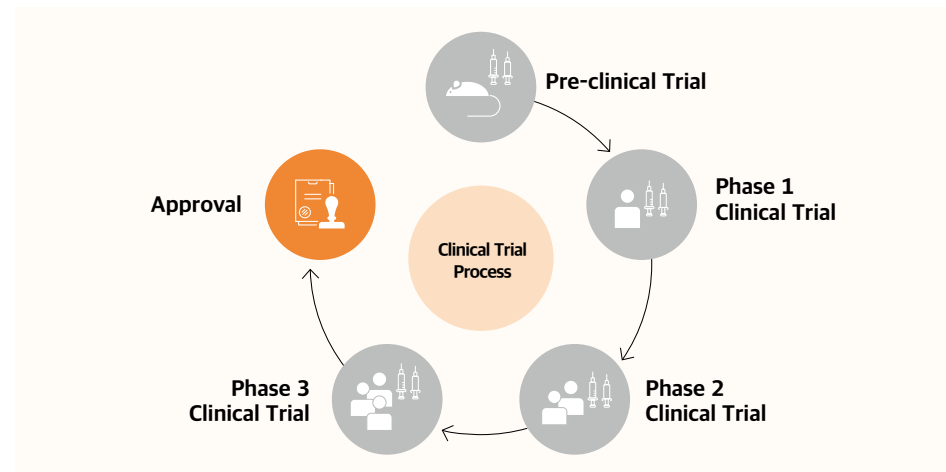 Pre-clinical Trial
Phase 1
Clinical Trial
Approval
Clinical Trial
Process
Phase 3
Clinical Trial
Phase 2
Clinical Trial